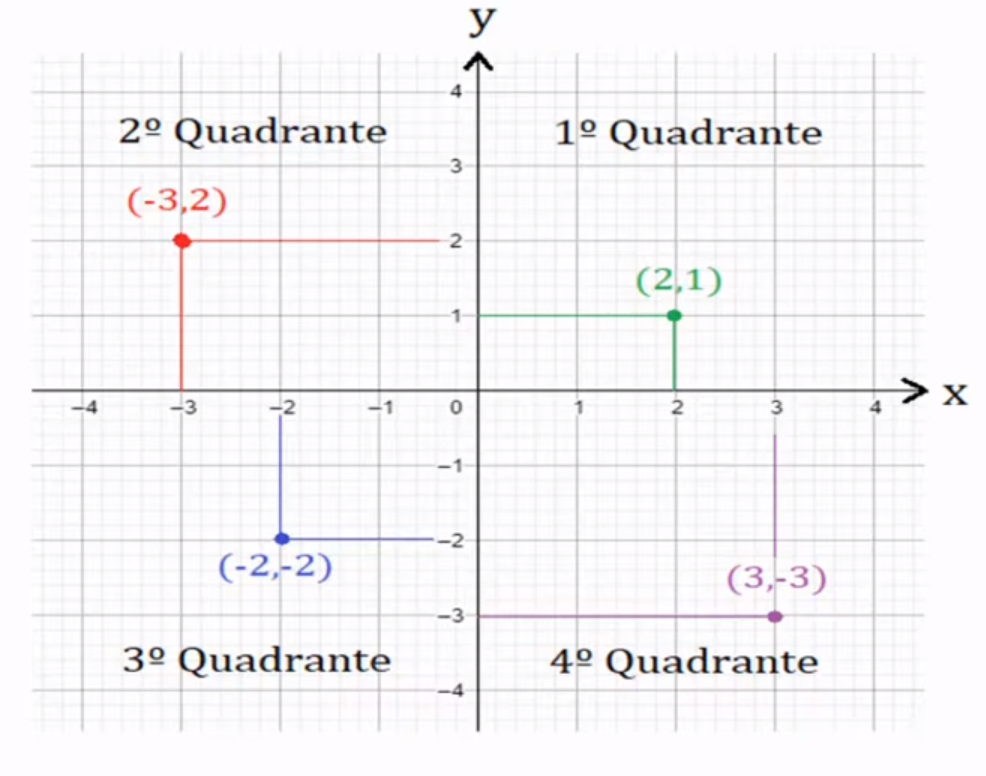 y
4
2º Quadrante
1º Quadrante
3
(-3,2)
2
(2,1)
1
x
−4 −3 −2 −1 0 1 2 3 4
−1
−2
(-2,-2)
(3,-3)
−3
3º Quadrante
4º Quadrante
−4